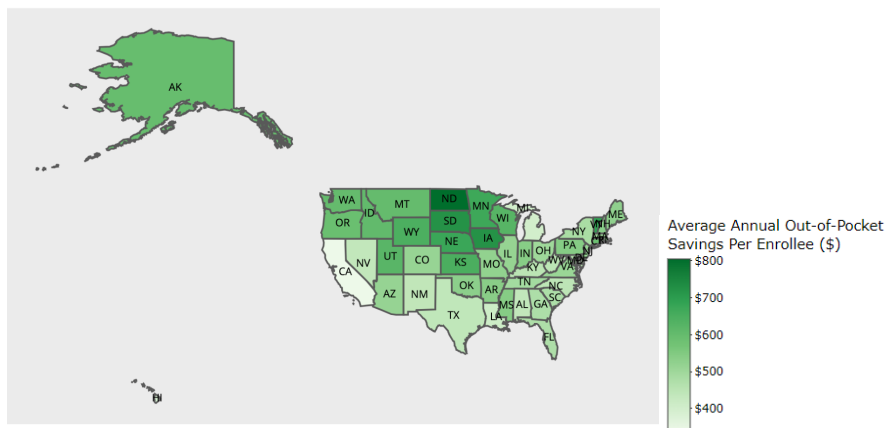 AK
WA
MT
ND
MN
ME
OR
ID
SD
WI
MI
NY
WY
IA
PA
NE
NV
UT
CO
KS
MO
IL
IN
OH
CA
KY
VA
AZ
NM
OK
AR
TN
NC
SC
TX
LA
MS
AL
GA
FL
HI
Average Annual Out-of-Pocket
Savings Per Enrollee ($)
$800
$700
$600
$500
$400